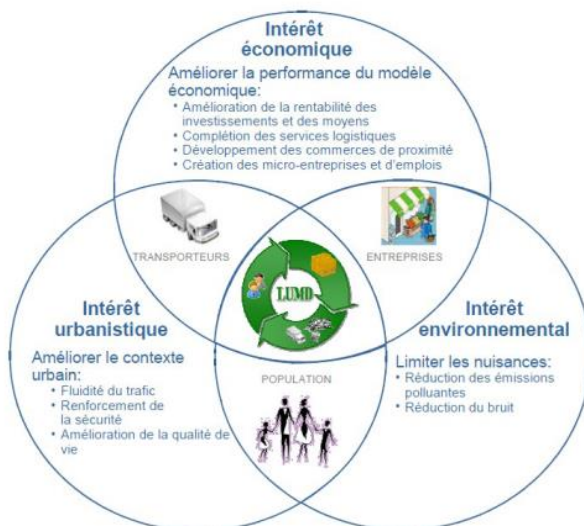 Intérêt
économique
Améliorer la performance du modèle
économique:
• Amélioration de la rentabilité des
investissements et des moyens
• Complétion des services logistiques
• Développement des commerces de proximité
• Création des micro-entreprises et d'emplois
TRANSPORTEURS
ENTREPRISES
LUMD
Intérêt
urbanistique
Améliorer le contexte
urbain:
• Fluidité du trafic
• Renforcement de
la sécurité
• Amélioration de la qualité de
vie
POPULATION
Intérêt
environnemental
Limiter les nuisances:
• Réduction des émissions
polluantes
• Réduction du bruit